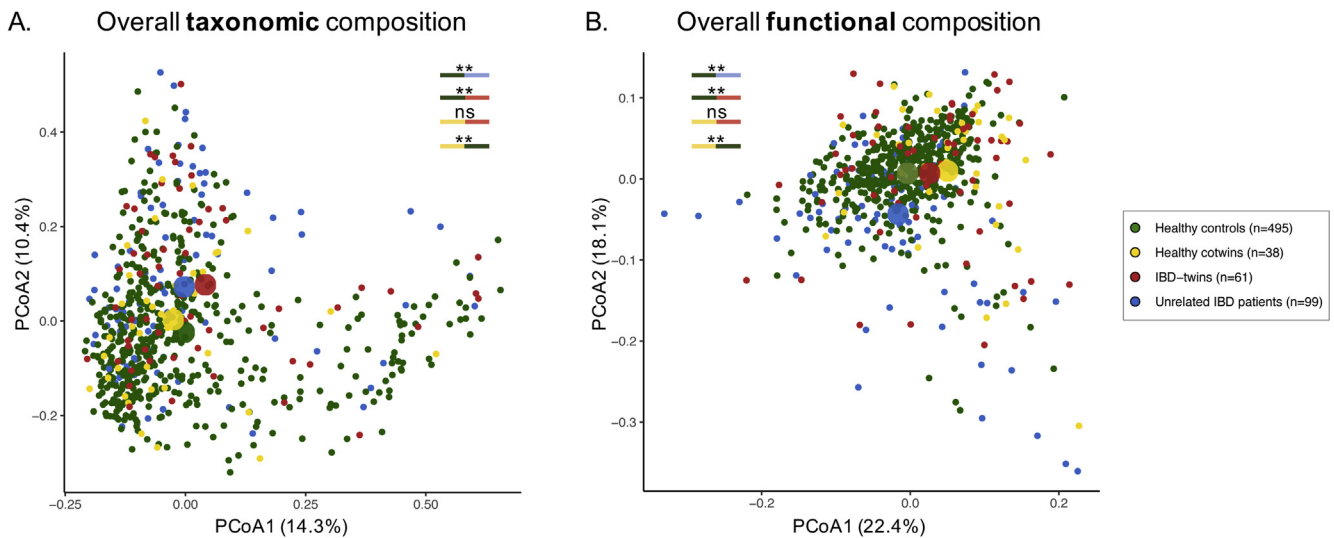 A. Overall taxonomic composition
**
**
ns
**
0.4
0.2
0.0
−0.2
PCoA2 (10.4%)
−0.25 0.00 0.25 0.50
PCoA1 (14.3%)
B. Overall functional composition
**
**
ns
**
0.1
0.0
−0.1
−0.2
−0.3
PCoA2 (18.1%)
−0.2 0.0 0.2
PCoA1 (22.4%)
Healthy controls (n=495)
Healthy cotwins (n=38)
IBD−twins (n=61)
Unrelated IBD patients (n=99)